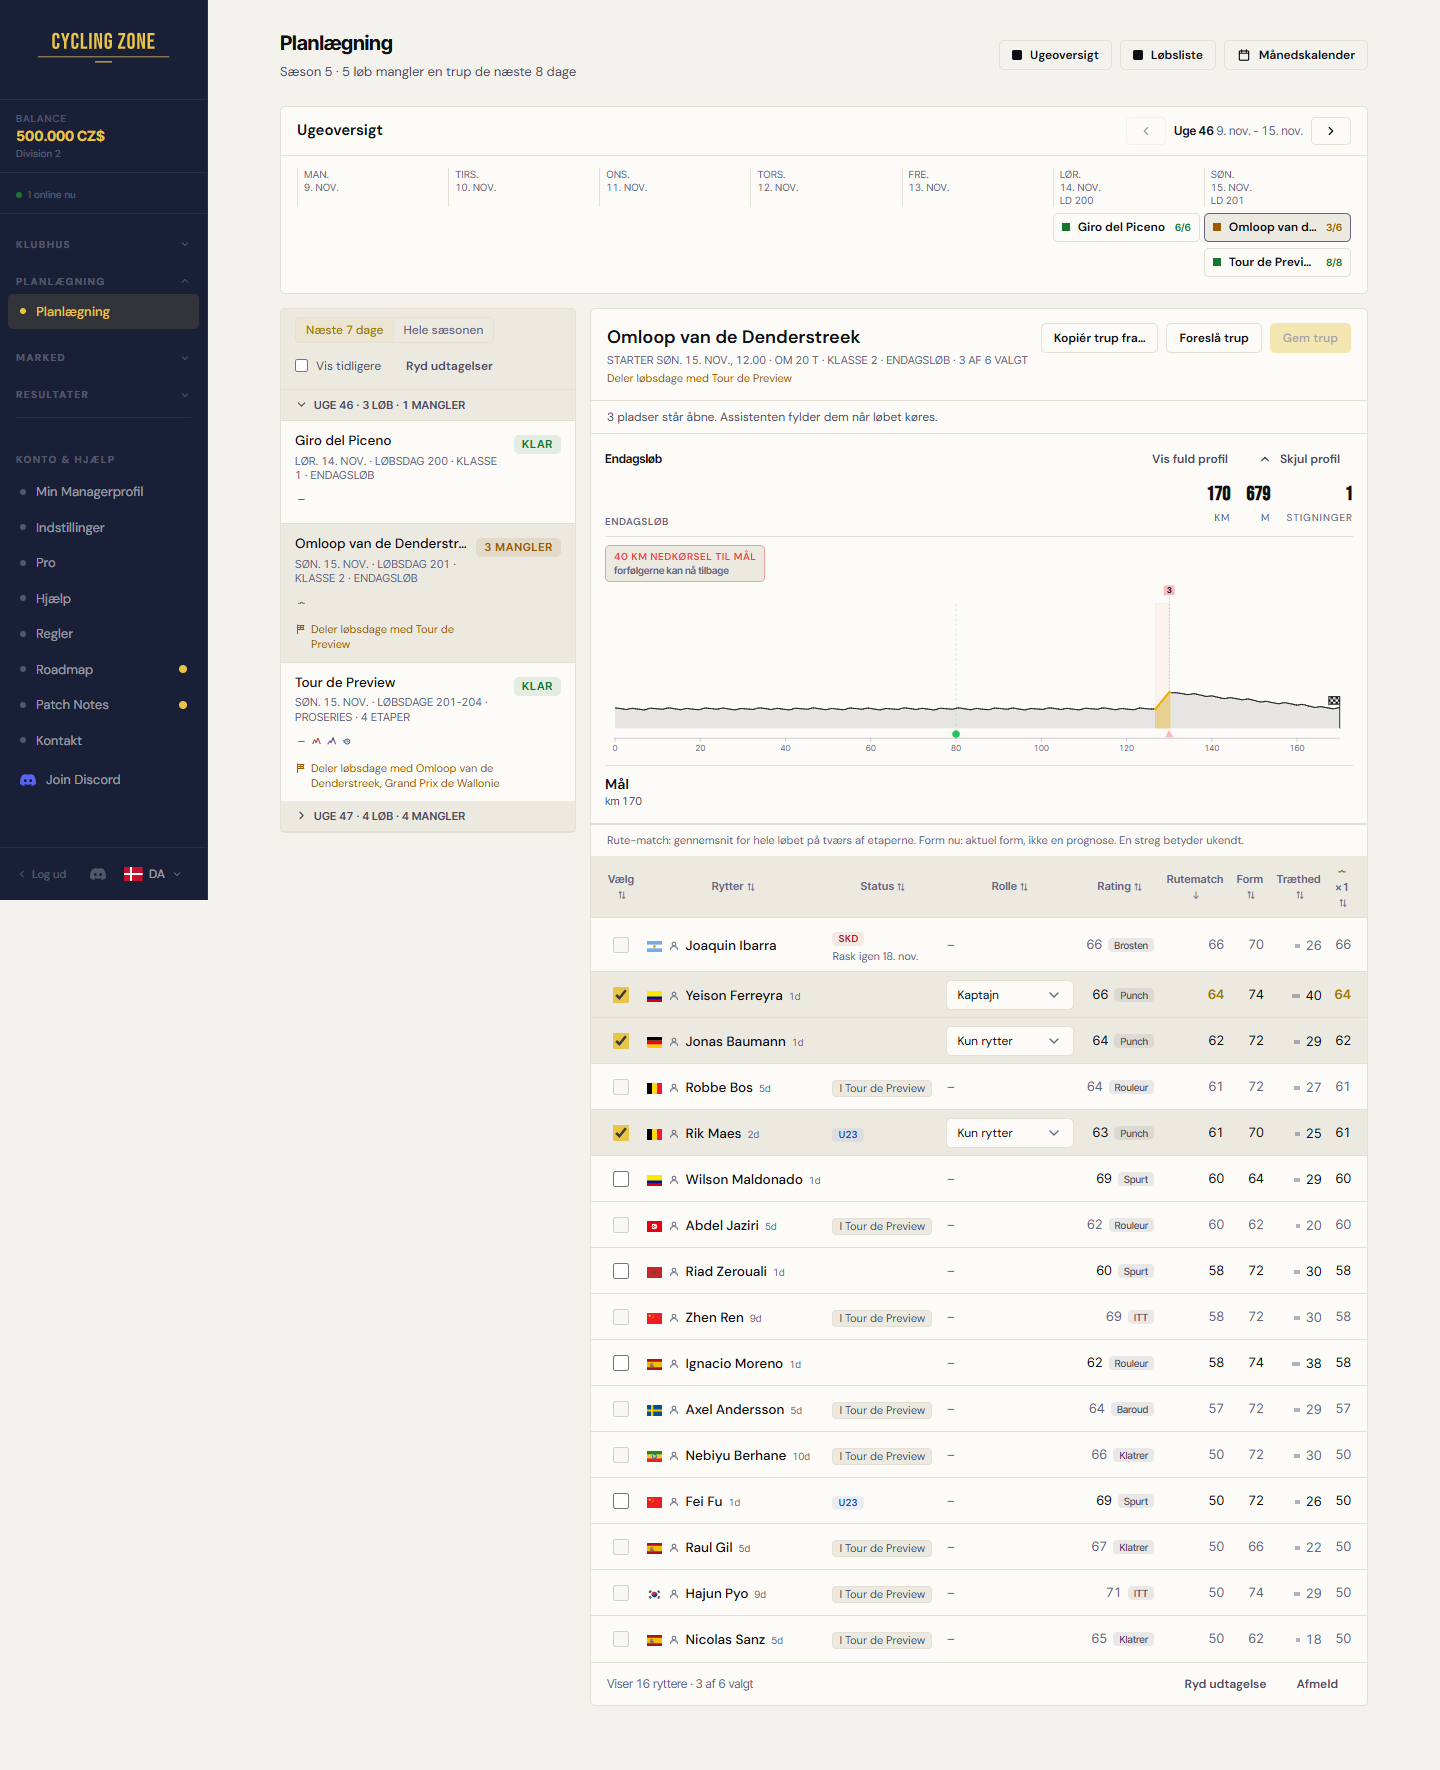 CYCLING ZONE
BALANCE
500.000 CZ$
Division 2
1 online nu
KLUBHUS
PLANLÆGNING
Planlægning
MARKED
RESULTATER
KONTO & HJÆLP
Min Managerprofil
Indstillinger
Pro
Hjælp
Regler
Roadmap
Patch Notes
Kontakt
Join Discord
Log ud
DA
Planlægning
Sæson 5 · 5 løb mangler en trup de næste 8 dage
Ugeoversigt
Løbsliste
Månedskalender
Ugeoversigt
Uge 46 9. nov. - 15. nov.
MAN.
9. NOV.
TIRS.
10. NOV.
ONS.
11. NOV.
TORS.
12. NOV.
FRE.
13. NOV.
LØR.
14. NOV.
LD 200
SØN.
15. NOV.
LD 201
Giro del Piceno 6/6
Omloop van d... 3/6
Tour de Previ... 8/8
Næste 7 dage
Hele sæsonen
Vis tidligere
Ryd udtagelser
UGE 46 · 3 LØB · 1 MANGLER
Giro del Piceno
KLAR
LØR. 14. NOV. · LØBSDAG 200 · KLASSE
1 · ENDAGSLØB
Omloop van de Denderstr...
3 MANGLER
SØN. 15. NOV. · LØBSDAG 201 ·
KLASSE 2 · ENDAGSLØB
Deler løbsdage med Tour de
Preview
Tour de Preview
KLAR
SØN. 15. NOV. · LØBSDAGE 201-204 ·
PROSERIES · 4 ETAPER
Deler løbsdage med Omloop van de
Denderstreek, Grand Prix de Wallonie
UGE 47 · 4 LØB · 4 MANGLER
Omloop van de Denderstreek
STARTER SØN. 15. NOV., 12.00 · OM 20 T · KLASSE 2 · ENDAGSLØB · 3 AF 6 VALGT
Deler løbsdage med Tour de Preview
Kopiér trup fra...
Foreslå trup
Gem trup
3 pladser står åbne. Assistenten fylder dem når løbet køres.
Endagsløb
Vis fuld profil
Skjul profil
ENDAGSLØB
170
KM
679
M
1
STIGNINGER
40 KM NEDKØRSEL TIL MÅL
forfølgerne kan nå tilbage
3
0 20 40 60 80 100 120 140 160
Mål
km 170
Rute-match: gennemsnit for hele løbet på tværs af etaperne. Form nu: aktuel form, ikke en prognose. En streg betyder ukendt.
Vælg ⇅ Rytter ⇅ Status ⇅ Rolle ⇅ Rating ⇅ Rutematch ↓ Form ⇅ Træthed ⇅ ×1 ⇅
Joaquin Ibarra SKD Rask igen 18. nov. – 66 Brosten 66 70 26 66
Yeison Ferreyra 1d Kaptajn 66 Punch 64 74 40 64
Jonas Baumann 1d Kun rytter 64 Punch 62 72 29 62
Robbe Bos 5d I Tour de Preview – 64 Rouleur 61 72 27 61
Rik Maes 2d U23 Kun rytter 63 Punch 61 70 25 61
Wilson Maldonado 1d – 69 Spurt 60 64 29 60
Abdel Jaziri 5d I Tour de Preview – 62 Rouleur 60 62 20 60
Riad Zerouali 1d – 60 Spurt 58 72 30 58
Zhen Ren 9d I Tour de Preview – 69 ITT 58 72 30 58
Ignacio Moreno 1d – 62 Rouleur 58 74 38 58
Axel Andersson 5d I Tour de Preview – 64 Baroud 57 72 29 57
Nebiyu Berhane 10d I Tour de Preview – 66 Klatrer 50 72 30 50
Fei Fu 1d U23 – 69 Spurt 50 72 26 50
Raul Gil 5d I Tour de Preview – 67 Klatrer 50 66 22 50
Hajun Pyo 9d I Tour de Preview – 71 ITT 50 74 29 50
Nicolas Sanz 5d I Tour de Preview – 65 Klatrer 50 62 18 50
Viser 16 ryttere · 3 af 6 valgt
Ryd udtagelse
Afmeld